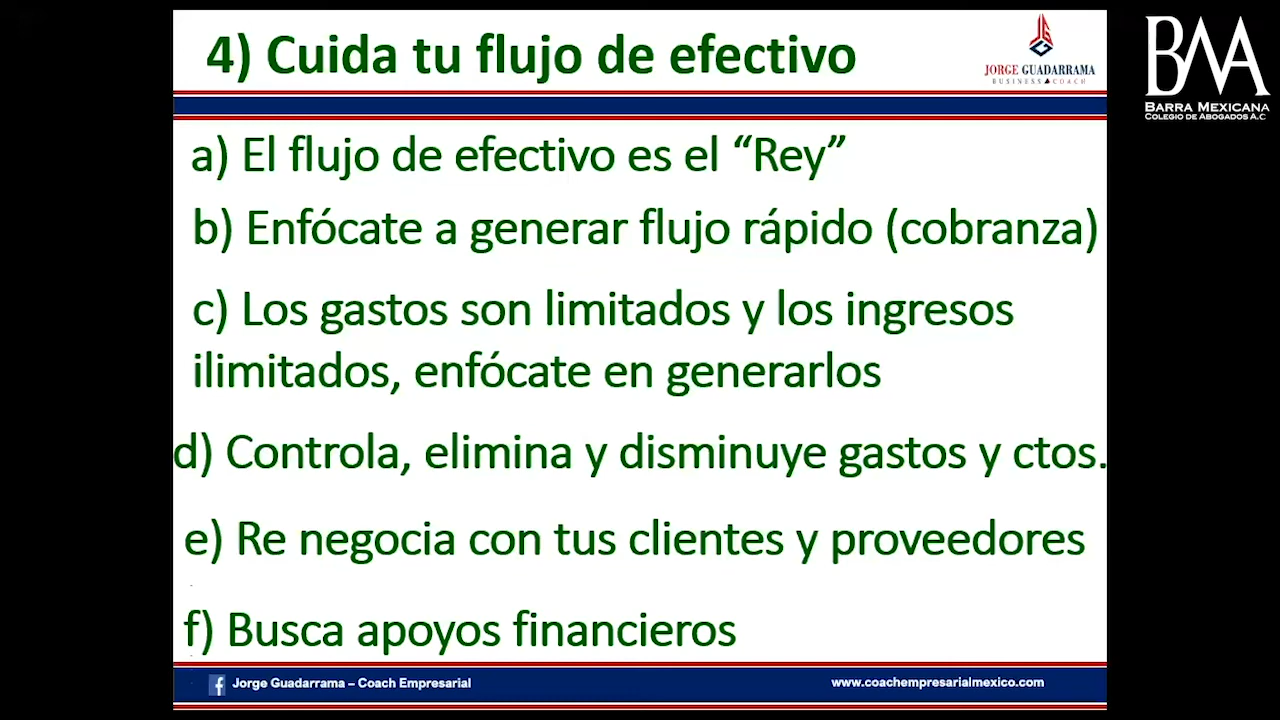 4) Cuida tu flujo de efectivo
JORGE GUADARRAMA
BUSINESS COACH
BMA
BARRA MEXICANA
COLEGIO DE ABOGADOS A.C
a) El flujo de efectivo es el “Rey”
b) Enfócate a generar flujo rápido (cobranza)
c) Los gastos son limitados y los ingresos
ilimitados, enfócate en generarlos
d) Controla, elimina y disminuye gastos y ctos.
e) Re negocia con tus clientes y proveedores
f) Busca apoyos financieros
Jorge Guadarrama – Coach Empresarial
www.coachempresarialmexico.com